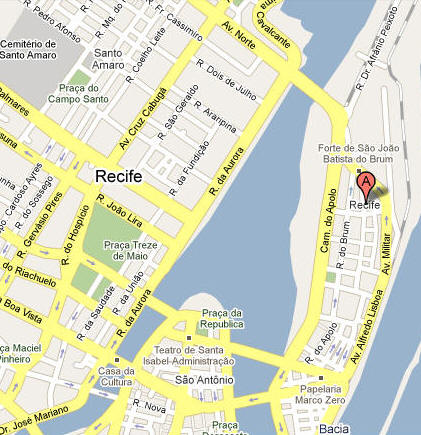 R. Pedro Afonso
R. Mq. do
R. Fr. Cassimiro
Av. Norte
Cavalcante
R. Dr. Afrânio Peixoto
Cemitério de
Santo Amaro
Santo
Amaro
R. Coelho Leite
R. Dois de Julho
Praça do
Campo Santo
Av. Cruz Cabugá
R. São Geraldo
R. Araripina
Palmares
R. da Fundição
R. da Aurora
Forte de São João
Batista do Brum
Recife
A
Recife
R. João Lira
R. do Sossego
R. Gervásio Pires
R. do Hospício
Praça Treze
de Maio
Cam. do Apolo
R. do Brum
Av. Militar
do Riachuelo
R. da União
R. da Saudade
R. da Aurora
Boa Vista
Praça da
República
Av. Alfredo Lisboa
R. do Apolo
Teatro de Santa
Isabel-Administração
Praça Maciel
Pinheiro
Casa da
Cultura
São Antônio
Papelaria
Marco Zero
R. Nova
Dr. José Mariano
Praça
Bacia